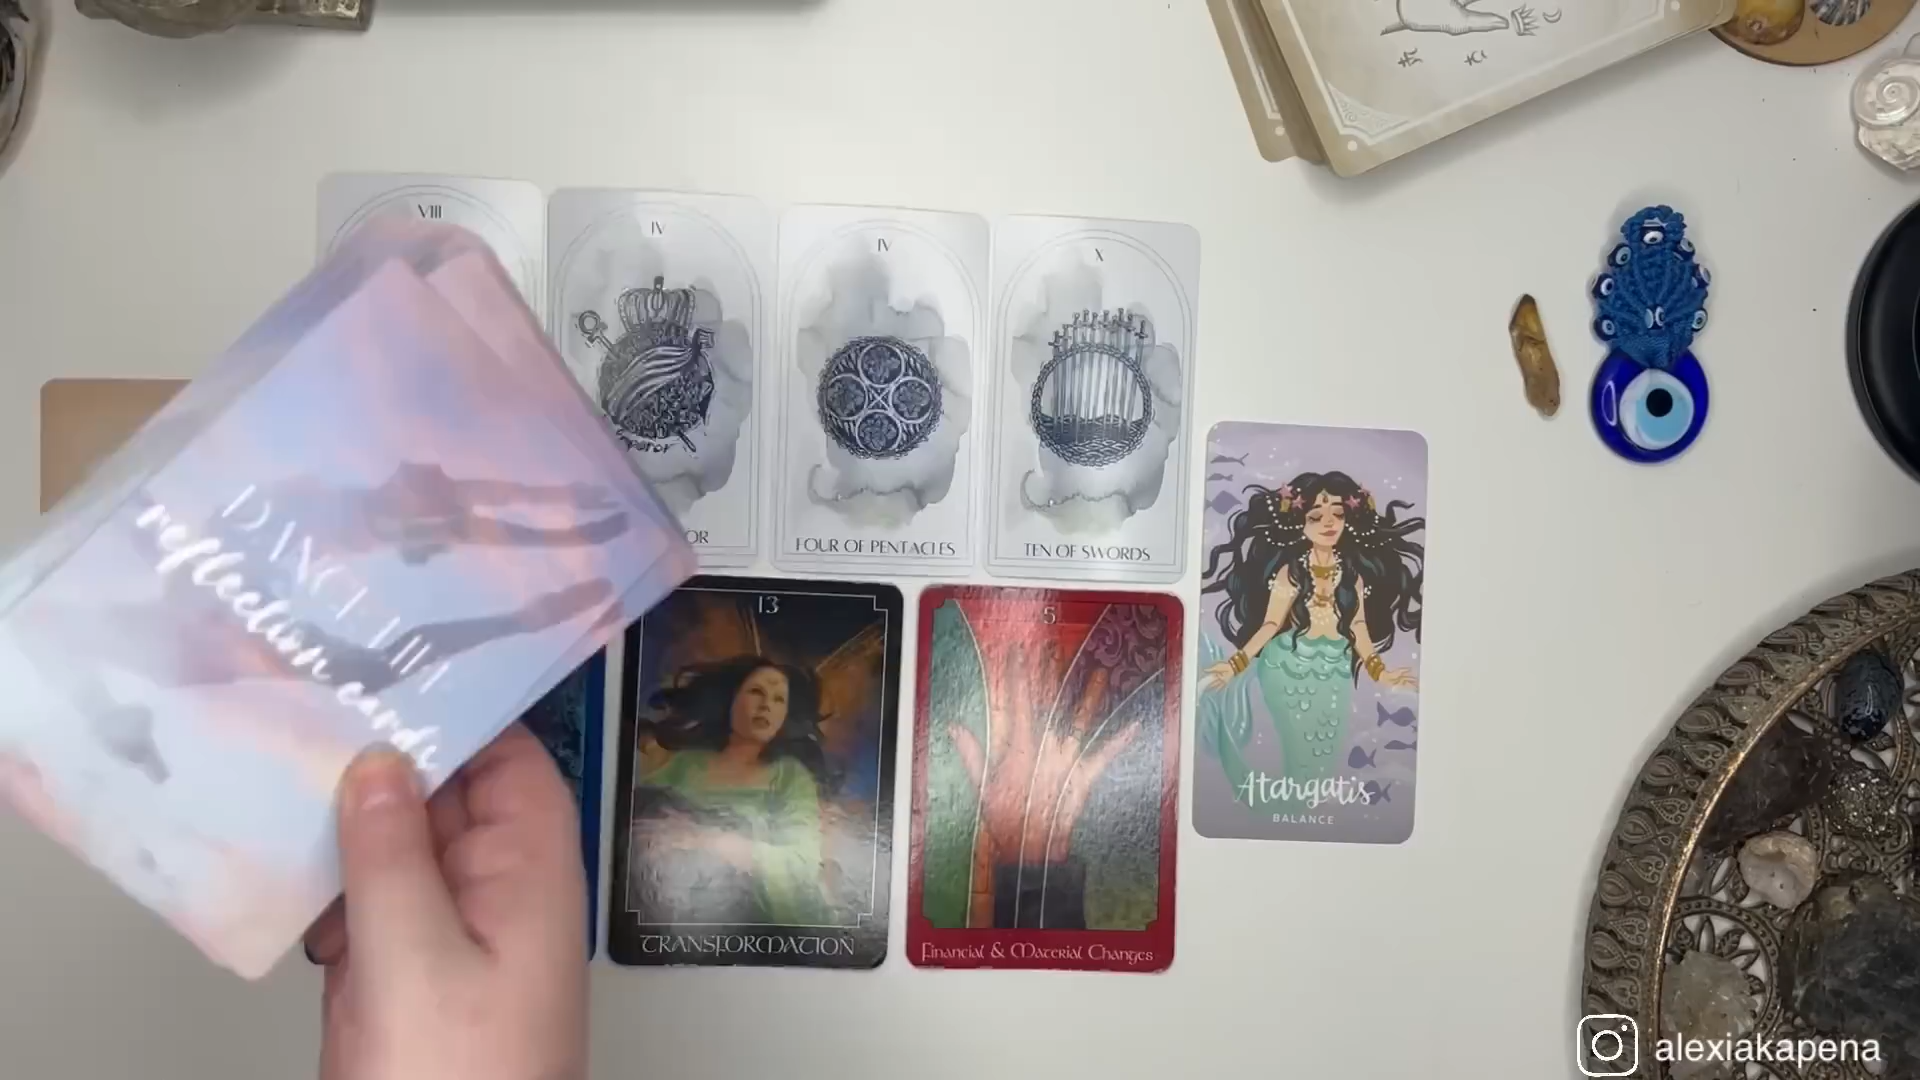 VIII
IV
IV
X
OR
FOUR OF PENTACLES
TEN OF SWORDS
reflection cards
13
5
TRANSFORMATION
Financial & Material Changes
Atargatis
BALANCE
alexiakapena